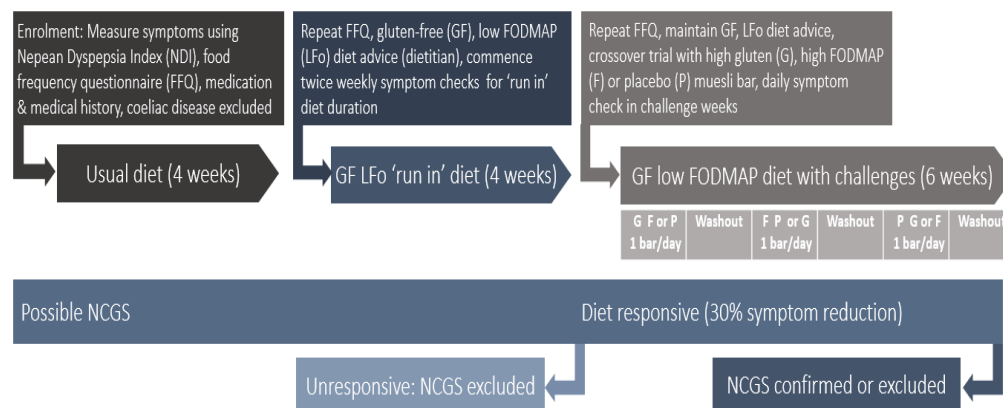 Enrolment: Measure symptoms using
Nepean Dyspepsia Index (NDI), food
frequency questionnaire (FFQ), medication
& medical history, coeliac disease excluded
Usual diet (4 weeks)
Repeat FFQ, gluten-free (GF), low FODMAP
(LFo) diet advice (dietitian), commence
twice weekly symptom checks for ‘run in’
diet duration
GF LFo ‘run in’ diet (4 weeks)
Repeat FFQ, maintain GF, LFo diet advice,
crossover trial with high gluten (G), high FODMAP
(F) or placebo (P) muesli bar, daily symptom
check in challenge weeks
GF low FODMAP diet with challenges (6 weeks)
G F or P
1 bar/day
Washout
F P or G
1 bar/day
Washout
P G or F
1 bar/day
Washout
Possible NCGS
Diet responsive (30% symptom reduction)
Unresponsive: NCGS excluded
NCGS confirmed or excluded